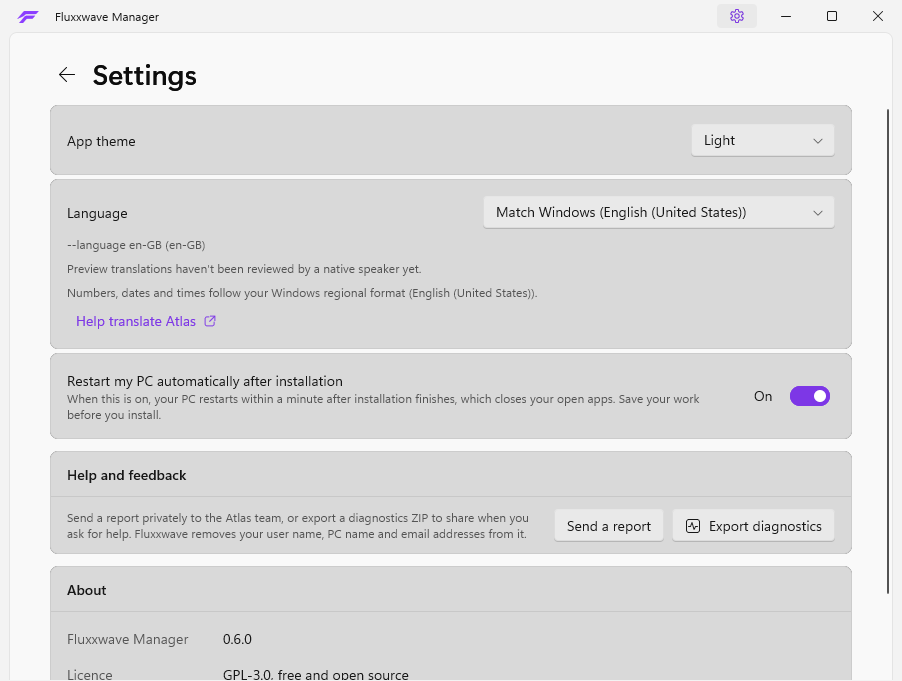 Fluxxwave Manager
Settings
App theme
Light
Language
Match Windows (English (United States))
--language en-GB (en-GB)
Preview translations haven't been reviewed by a native speaker yet.
Numbers, dates and times follow your Windows regional format (English (United States)).
Help translate Atlas
Restart my PC automatically after installation
When this is on, your PC restarts within a minute after installation finishes, which closes your open apps. Save your work
before you install.
On
Help and feedback
Send a report privately to the Atlas team, or export a diagnostics ZIP to share when you
ask for help. Fluxxwave removes your user name, PC name and email addresses from it.
Send a report
Export diagnostics
About
Fluxxwave Manager
0.6.0
Licence
GPL-3.0, free and open source